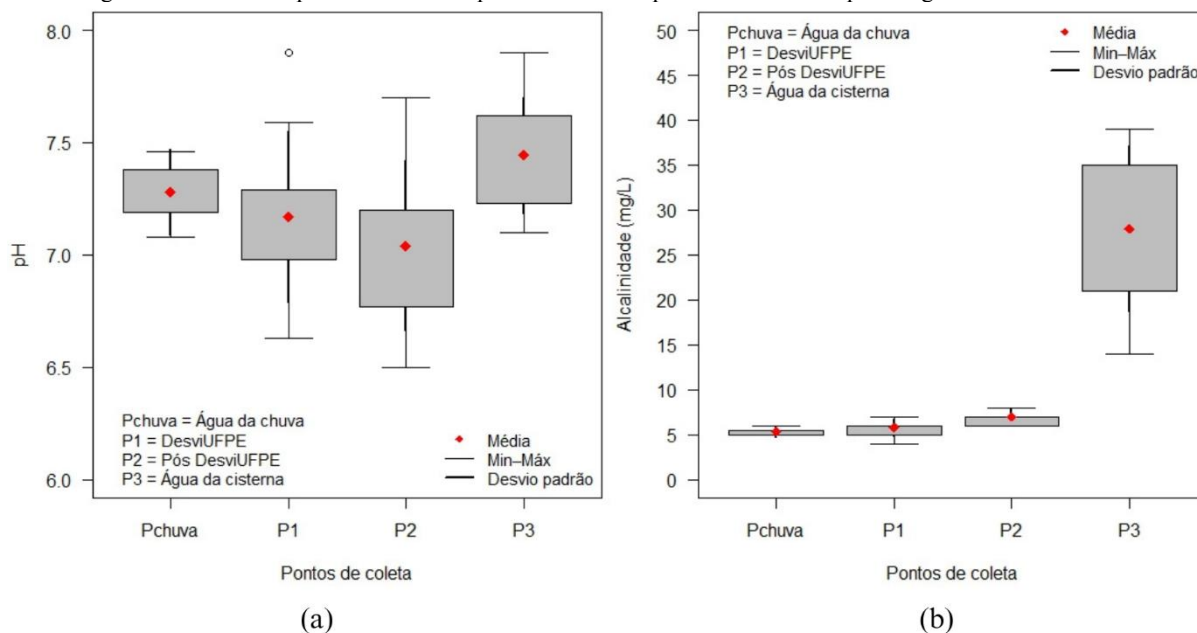 8.0
7.5
7.0
6.5
6.0
pH
Pchuva = Água da chuva
P1 = DesviUFPE
P2 = Pós DesviUFPE
P3 = Água da cisterna
Média
Min–Máx
Desvio padrão
Pchuva P1 P2 P3
Pontos de coleta
(a)
50
45
40
35
30
25
20
15
10
5
0
Alcalinidade (mg/L)
Pchuva = Água da chuva
P1 = DesviUFPE
P2 = Pós DesviUFPE
P3 = Água da cisterna
Média
Min–Máx
Desvio padrão
Pchuva P1 P2 P3
Pontos de coleta
(b)